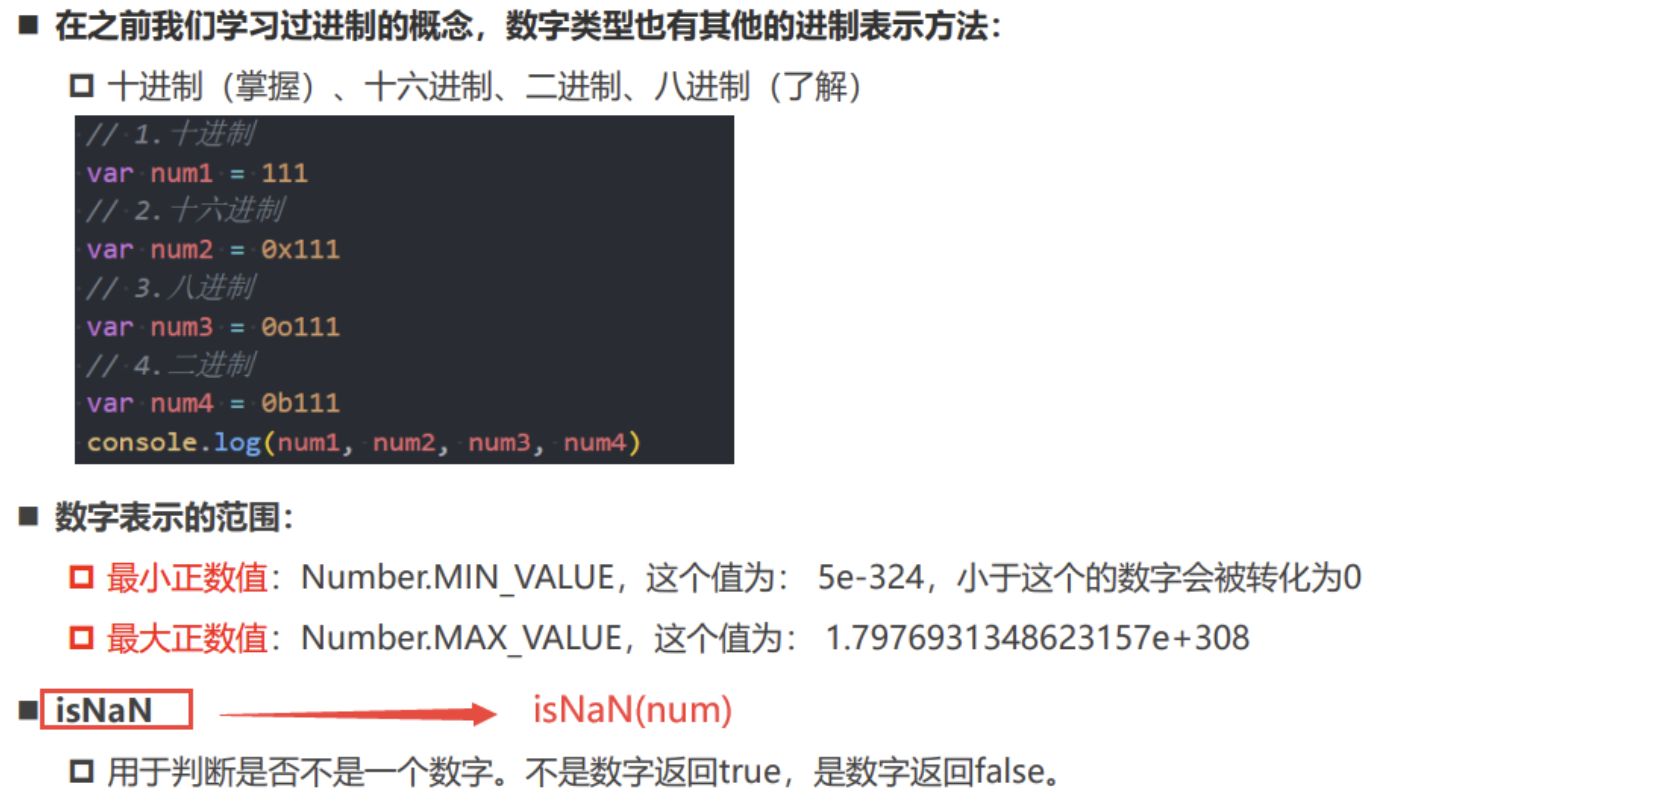 在之前我们学习过进制的概念，数字类型也有其他的进制表示方法：
十进制（掌握）、十六进制、二进制、八进制（了解）
// 1.十进制
var num1 = 111
// 2.十六进制
var num2 = 0x111
// 3.八进制
var num3 = 0o111
// 4.二进制
var num4 = 0b111
console.log(num1, num2, num3, num4)
数字表示的范围：
最小正数值：Number.MIN_VALUE，这个值为： 5e-324，小于这个的数字会被转化为0
最大正数值：Number.MAX_VALUE，这个值为： 1.7976931348623157e+308
isNaN isNaN(num)
用于判断是否不是一个数字。不是数字返回true，是数字返回false。